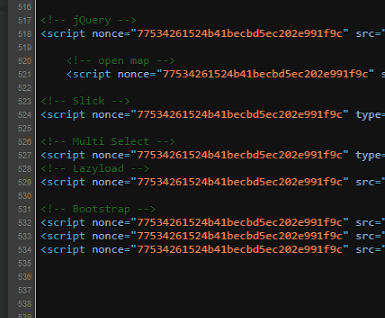 516
517 <!-- jQuery -->
518 <script nonce="77534261524b41becbd5ec202e991f9c" src="
519
520 <!-- open map -->
521 <script nonce="77534261524b41becbd5ec202e991f9c" s
522
523 <!-- Slick -->
524 <script nonce="77534261524b41becbd5ec202e991f9c" type=
525
526 <!-- Multi Select -->
527 <script nonce="77534261524b41becbd5ec202e991f9c" type=
528 <!-- Lazyload -->
529 <script nonce="77534261524b41becbd5ec202e991f9c" src="
530
531 <!-- Bootstrap -->
532 <script nonce="77534261524b41becbd5ec202e991f9c" src="
533 <script nonce="77534261524b41becbd5ec202e991f9c" src="
534 <script nonce="77534261524b41becbd5ec202e991f9c" src="
535
536
537
538
539